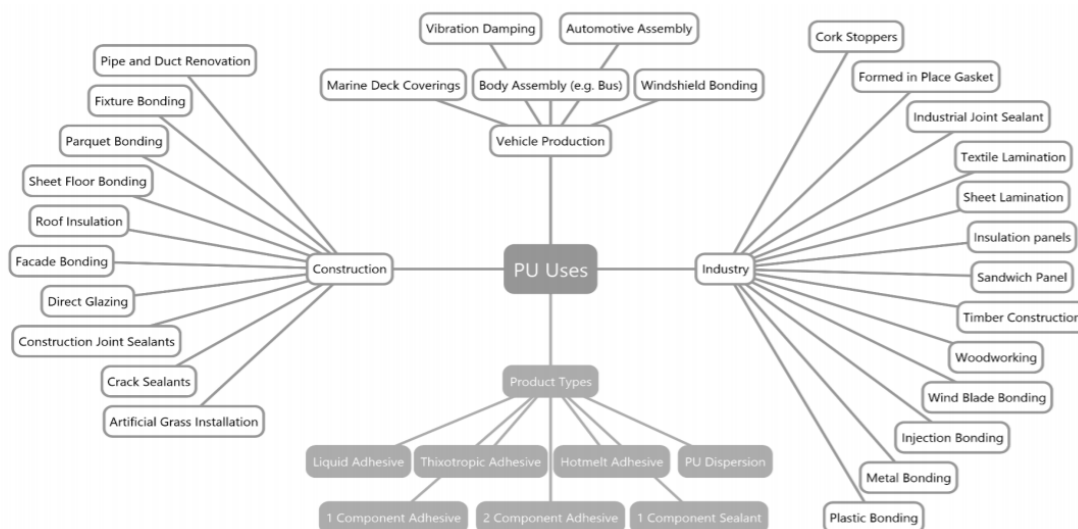 Vibration Damping
Automotive Assembly
Marine Deck Coverings
Body Assembly (e.g. Bus)
Windshield Bonding
Vehicle Production
Pipe and Duct Renovation
Fixture Bonding
Parquet Bonding
Sheet Floor Bonding
Roof Insulation
Facade Bonding
Direct Glazing
Construction Joint Sealants
Crack Sealants
Artificial Grass Installation
Construction
PU Uses
Industry
Cork Stoppers
Formed in Place Gasket
Industrial Joint Sealant
Textile Lamination
Sheet Lamination
Insulation panels
Sandwich Panel
Timber Construction
Woodworking
Wind Blade Bonding
Injection Bonding
Metal Bonding
Plastic Bonding
Product Types
Liquid Adhesive
Thixotropic Adhesive
Hotmelt Adhesive
PU Dispersion
1 Component Adhesive
2 Component Adhesive
1 Component Sealant